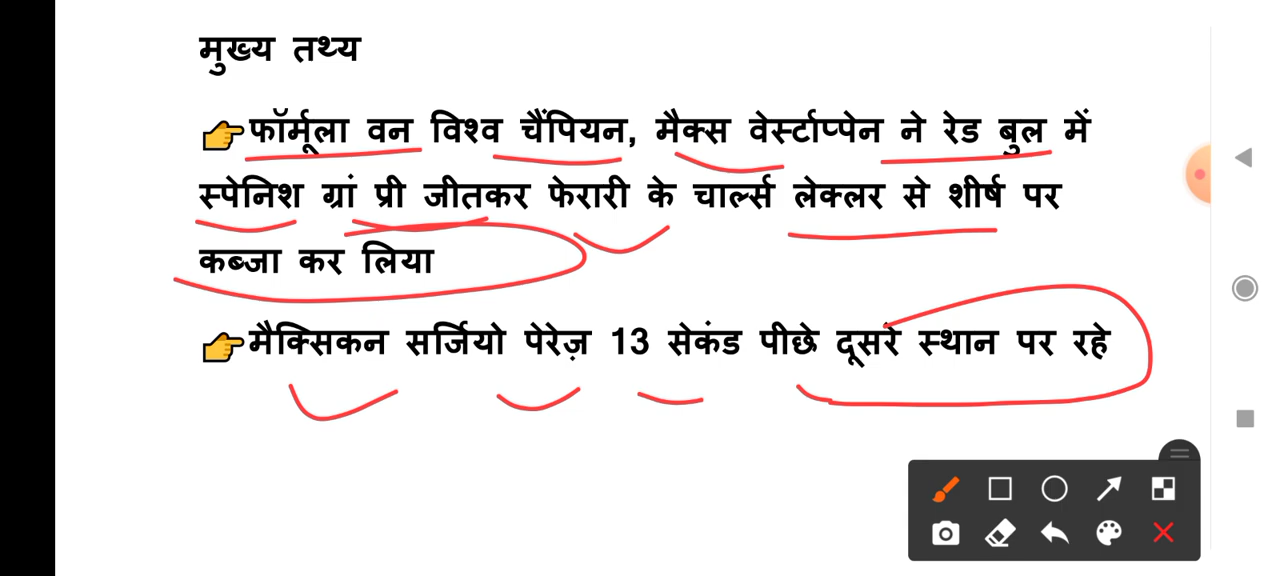 मुख्य तथ्य
👉फॉर्मूला वन विश्व चैंपियन, मैक्स वेर्स्टाप्पेन ने रेड बुल में
स्पेनिश ग्रां प्री जीतकर फेरारी के चार्ल्स लेक्लर से शीर्ष पर
कब्जा कर लिया
👉मैक्सिकन सर्जियो पेरेज़ 13 सेकंड पीछे दूसरे स्थान पर रहे